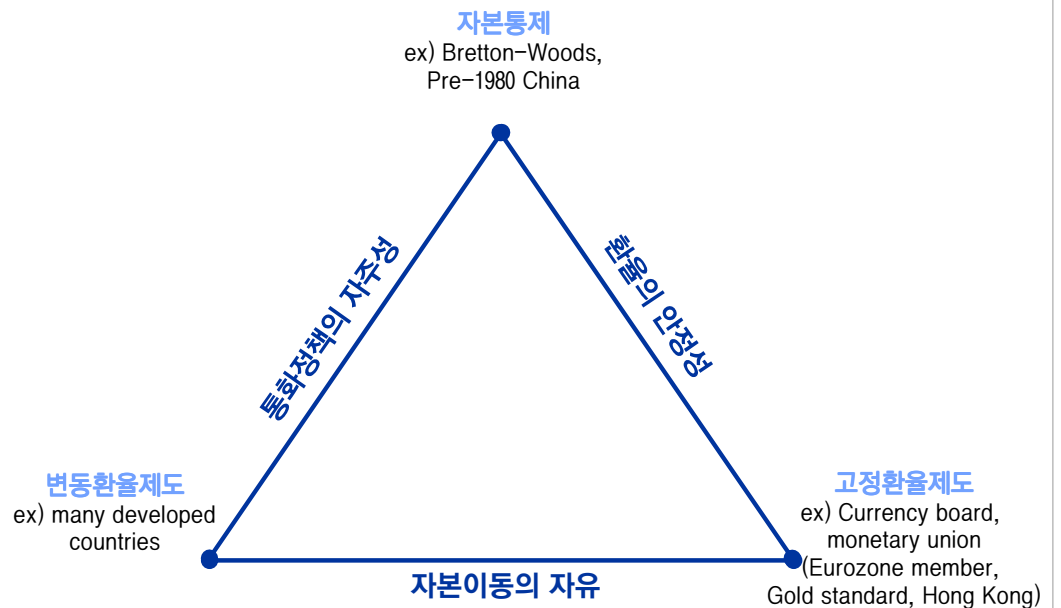 자본통제
ex) Bretton-Woods,
Pre-1980 China
통화정책의 자주성
환율의 안정성
변동환율제도
ex) many developed
countries
고정환율제도
ex) Currency board,
monetary union
(Eurozone member,
Gold standard, Hong Kong)
자본이동의 자유